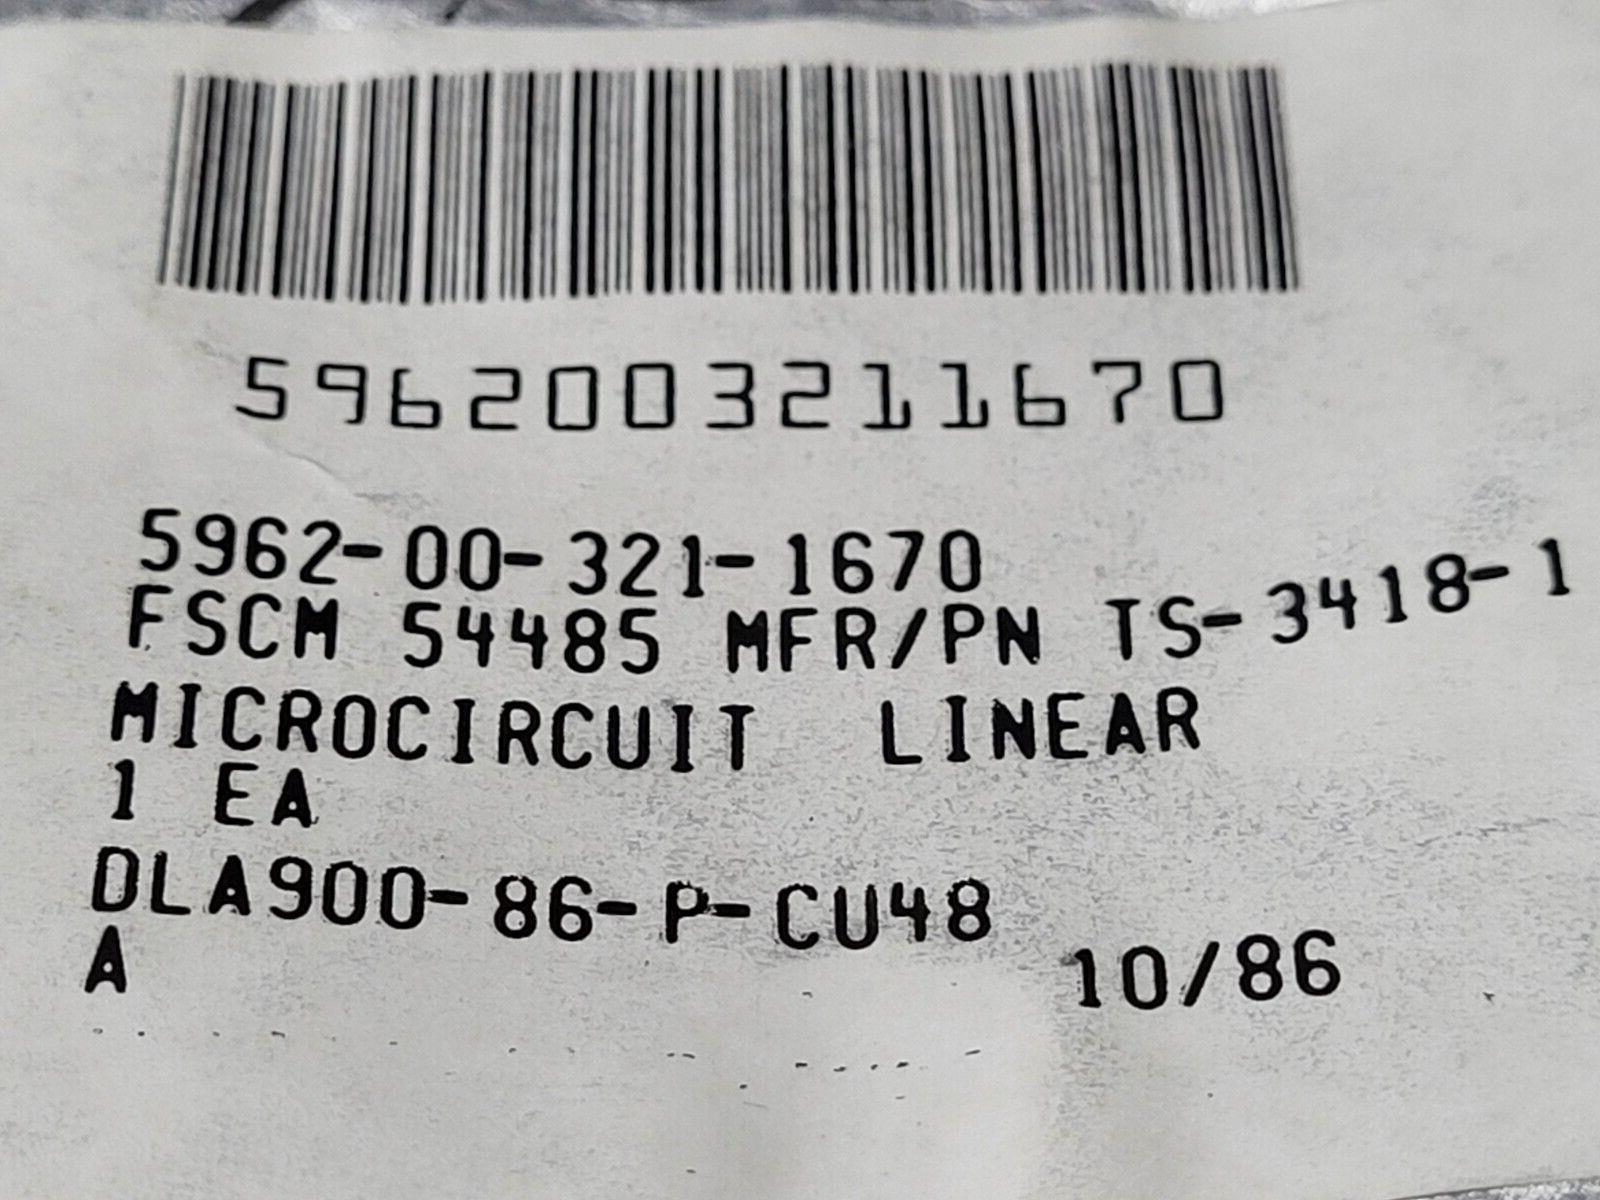 5962003211670
5962-00-321-1670
FSCM 54485 MFR/PN TS-3418-1
MICROCIRCUIT LINEAR
1 EA
DLA900-86-P-CU48
A 10/86